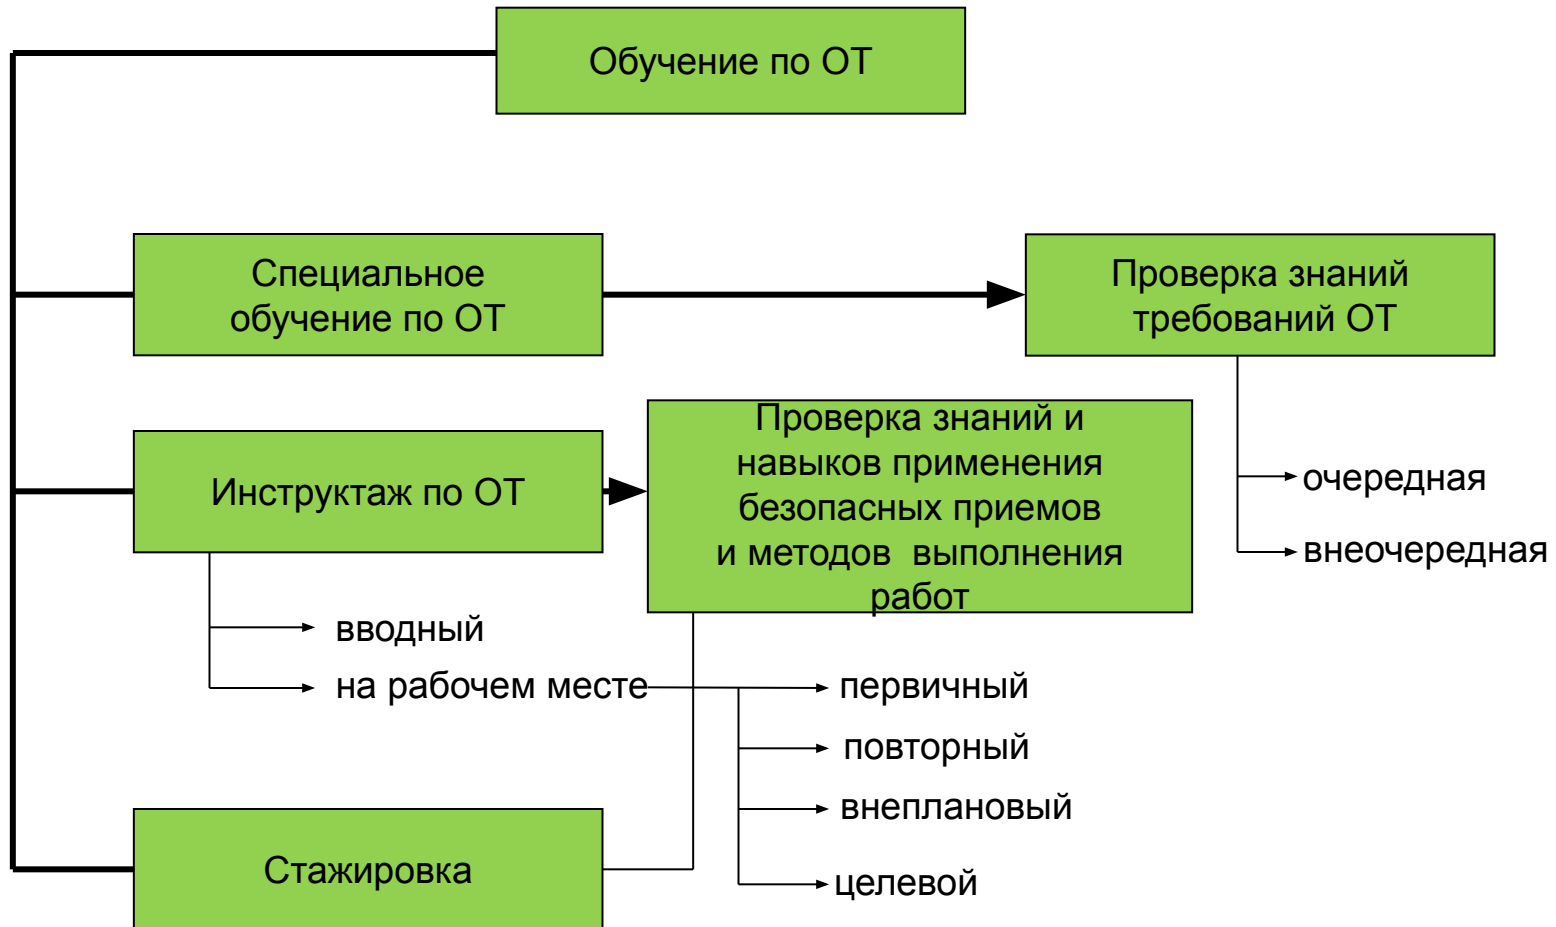 Обучение по ОТ
Специальное
обучение по ОТ
Проверка знаний
требований ОТ
Инструктаж по ОТ
Проверка знаний и
навыков применения
безопасных приемов
и методов выполнения
работ
очередная
внеочередная
вводный
на рабочем месте
первичный
повторный
внеплановый
целевой
Стажировка